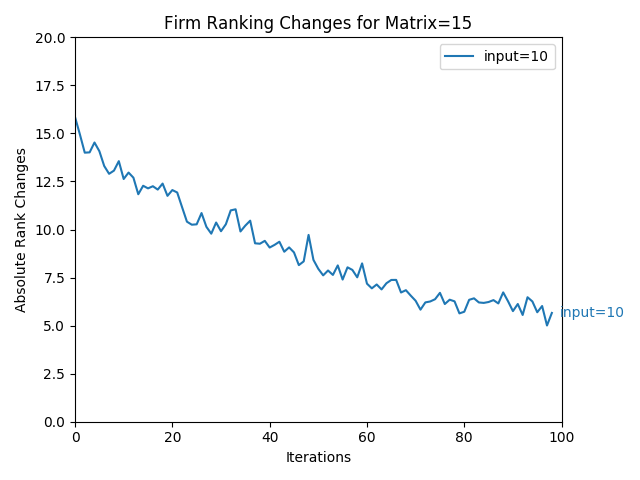 Firm Ranking Changes for Matrix=15
input=10
20.0
17.5
15.0
12.5
10.0
7.5
5.0
2.5
0.0
Absolute Rank Changes
input=10
0 20 40 60 80 100
Iterations